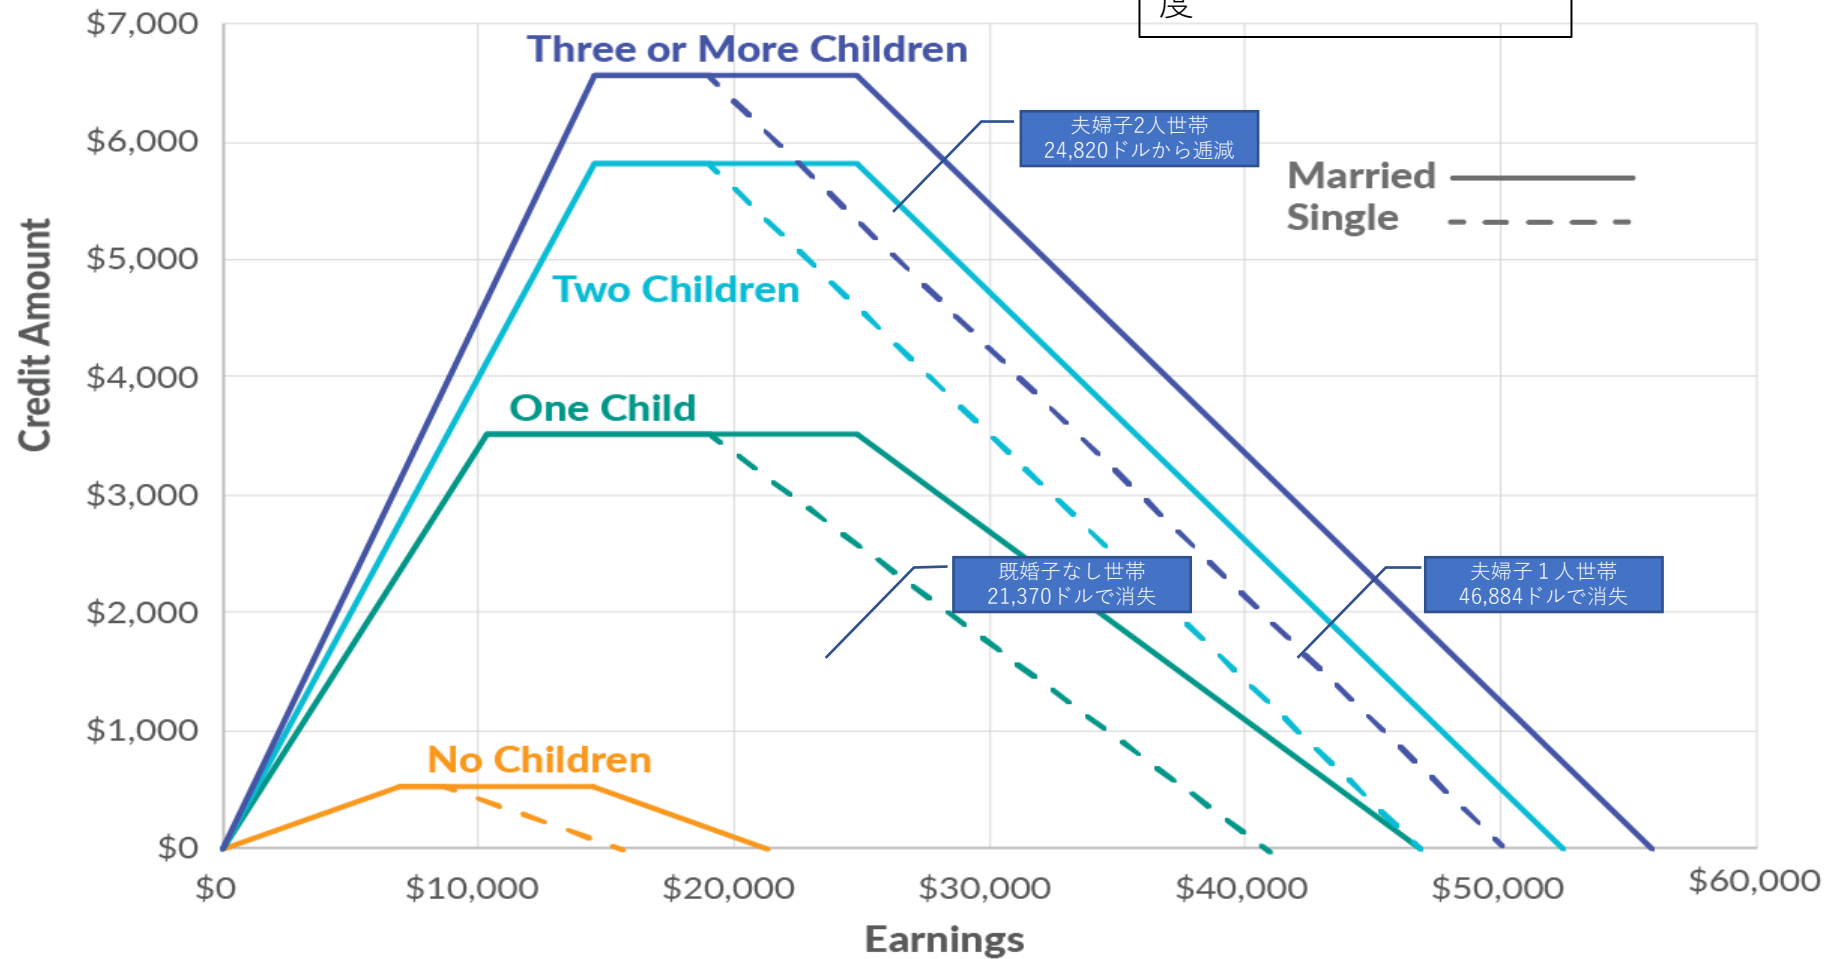 度
$7,000
Three or More Children
夫婦子2人世帯
24,820ドルから逓減
$6,000
Married
Single
$5,000
Two Children
$4,000
One Child
Credit Amount
$3,000
既婚子なし世帯
21,370ドルで消失
夫婦子１人世帯
46,884ドルで消失
$2,000
$1,000
No Children
$0
$0
$10,000
$20,000
$30,000
$40,000
$50,000
$60,000
Earnings